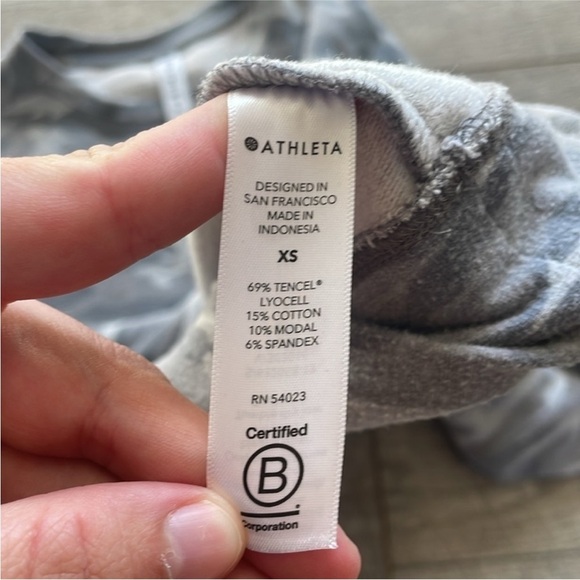 ATHLETA
DESIGNED IN
SAN FRANCISCO
MADE IN
INDONESIA
XS
69% TENCEL®
LYOCELL
15% COTTON
10% MODAL
6% SPANDEX
RN 54023
Certified
B
Corporation